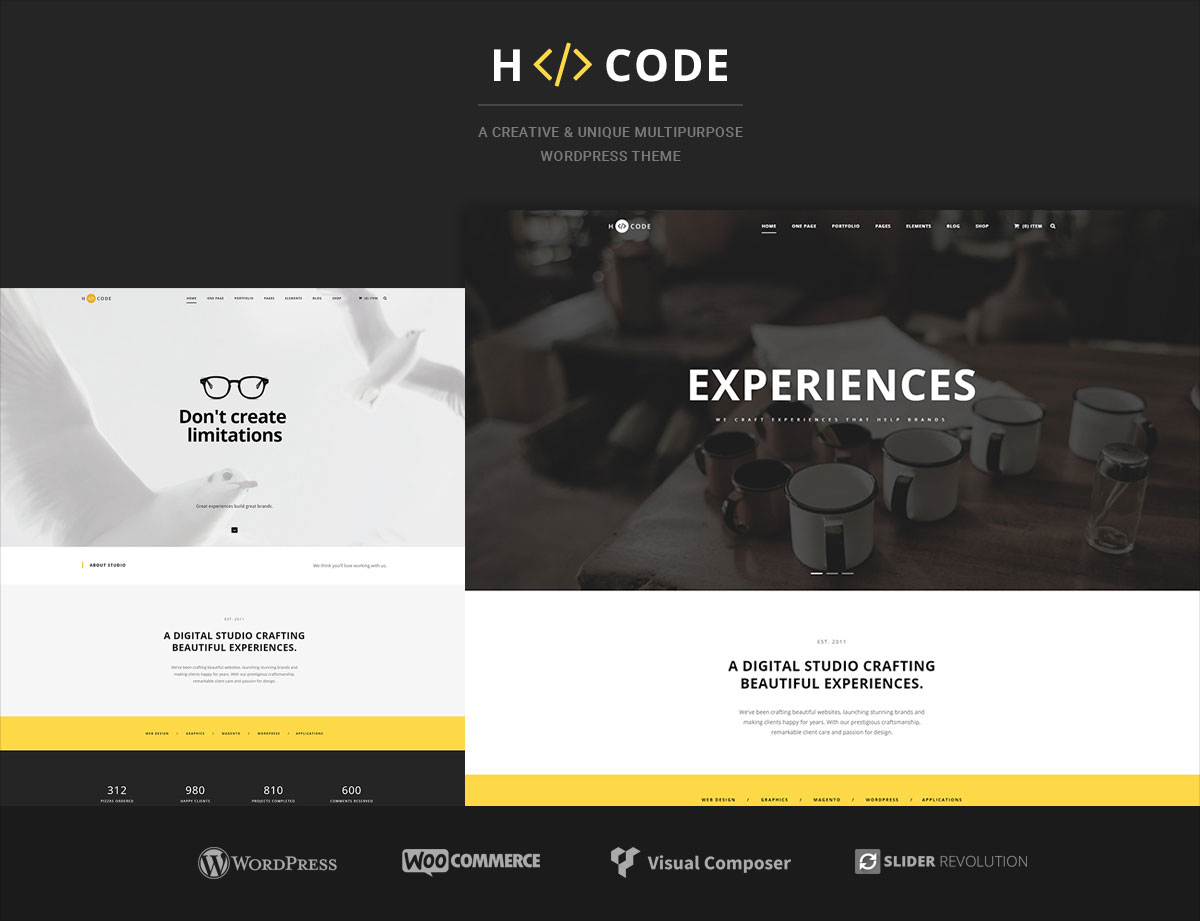 H </> CODE
A CREATIVE & UNIQUE MULTIPURPOSE
WORDPRESS THEME
H </> CODE
HOME ONE PAGE PORTFOLIO PAGES ELEMENTS BLOG SHOP (0) ITEM
EXPERIENCES
WE CRAFT EXPERIENCES THAT HELP BRANDS
EST. 2011
A DIGITAL STUDIO CRAFTING
BEAUTIFUL EXPERIENCES.
We've been crafting beautiful websites, launching stunning brands and
making clients happy for years. With our prestigious craftsmanship,
remarkable client care and passion for design.
WEB DESIGN / GRAPHICS / MAGENTO / WORDPRESS / APPLICATIONS
H </> CODE
HOME ONE PAGE PORTFOLIO PAGES ELEMENTS BLOG SHOP (0) ITEM
Don't create
limitations
Great experiences build great brands.
ABOUT STUDIO We think you'll love working with us.
EST. 2011
A DIGITAL STUDIO CRAFTING
BEAUTIFUL EXPERIENCES.
We've been crafting beautiful websites, launching stunning brands and
making clients happy for years. With our prestigious craftsmanship,
remarkable client care and passion for design.
WEB DESIGN / GRAPHICS / MAGENTO / WORDPRESS / APPLICATIONS
312 980 810 600
PIZZAS ORDERED HAPPY CLIENTS PROJECTS COMPLETED COMMENTS RESERVED
WORDPRESS WOOCOMMERCE Visual Composer SLIDER REVOLUTION